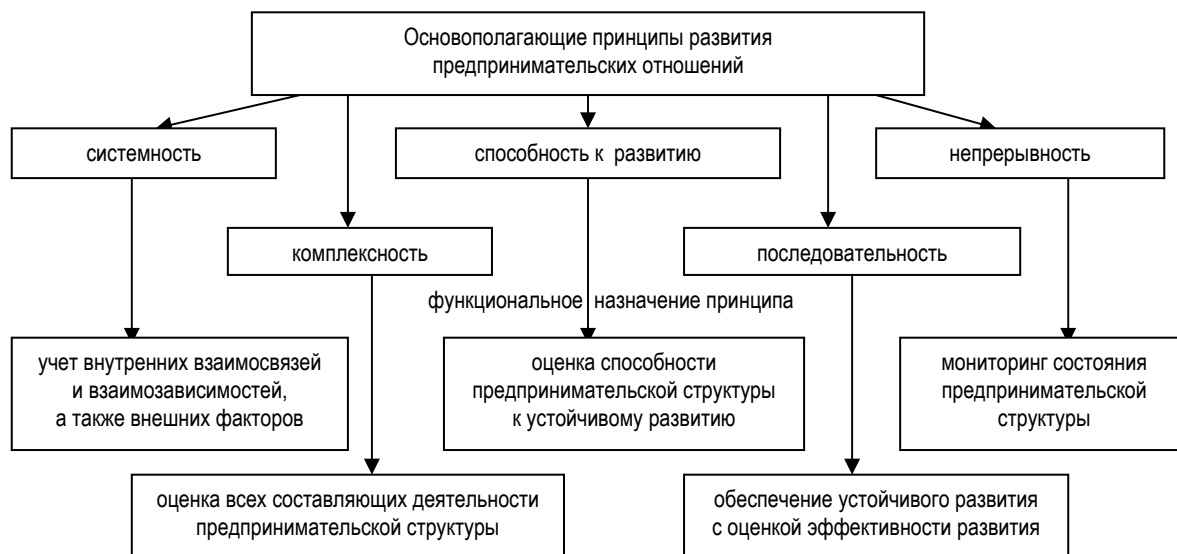 Основополагающие принципы развития
предпринимательских отношений
системность
способность к развитию
непрерывность
комплексность
последовательность
функциональное назначение принципа
учет внутренних взаимосвязей
и взаимозависимостей,
а также внешних факторов
оценка способности
предпринимательской структуры
к устойчивому развитию
мониторинг состояния
предпринимательской
структуры
оценка всех составляющих деятельности
предпринимательской структуры
обеспечение устойчивого развития
с оценкой эффективности развития